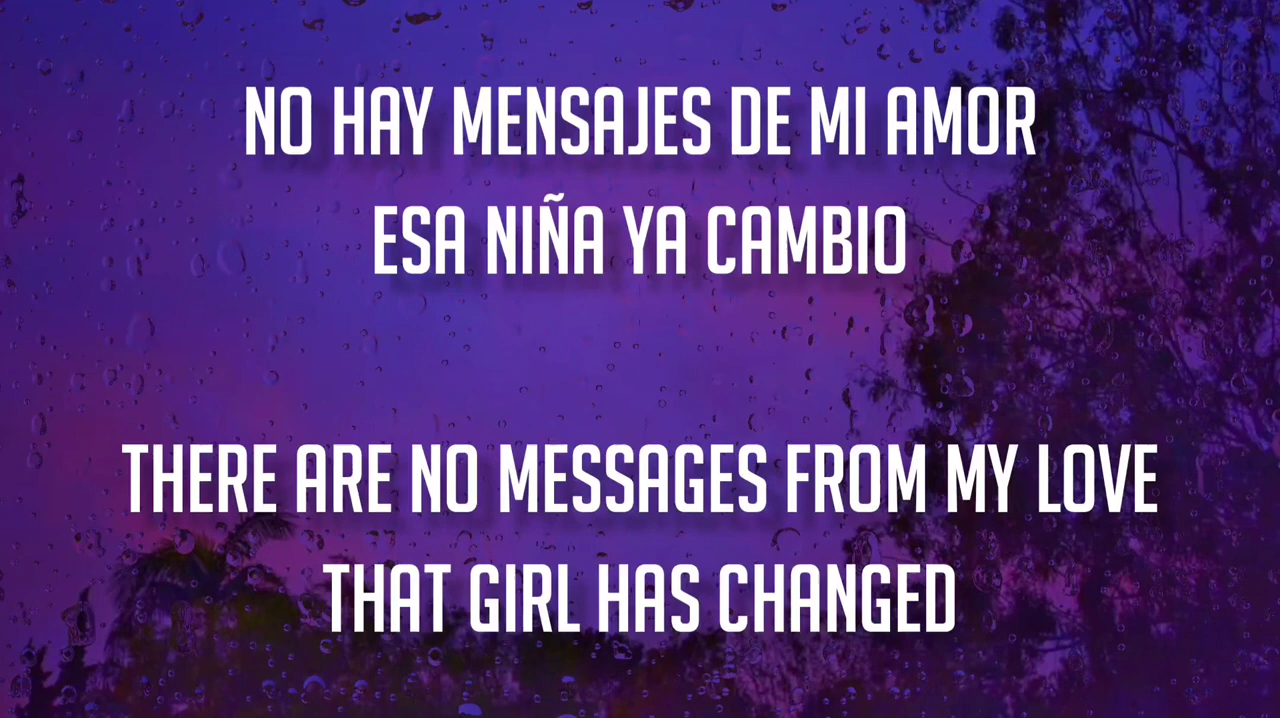 NO HAY MENSAJES DE MI AMOR
ESA NIÑA YA CAMBIO
THERE ARE NO MESSAGES FROM MY LOVE
THAT GIRL HAS CHANGED